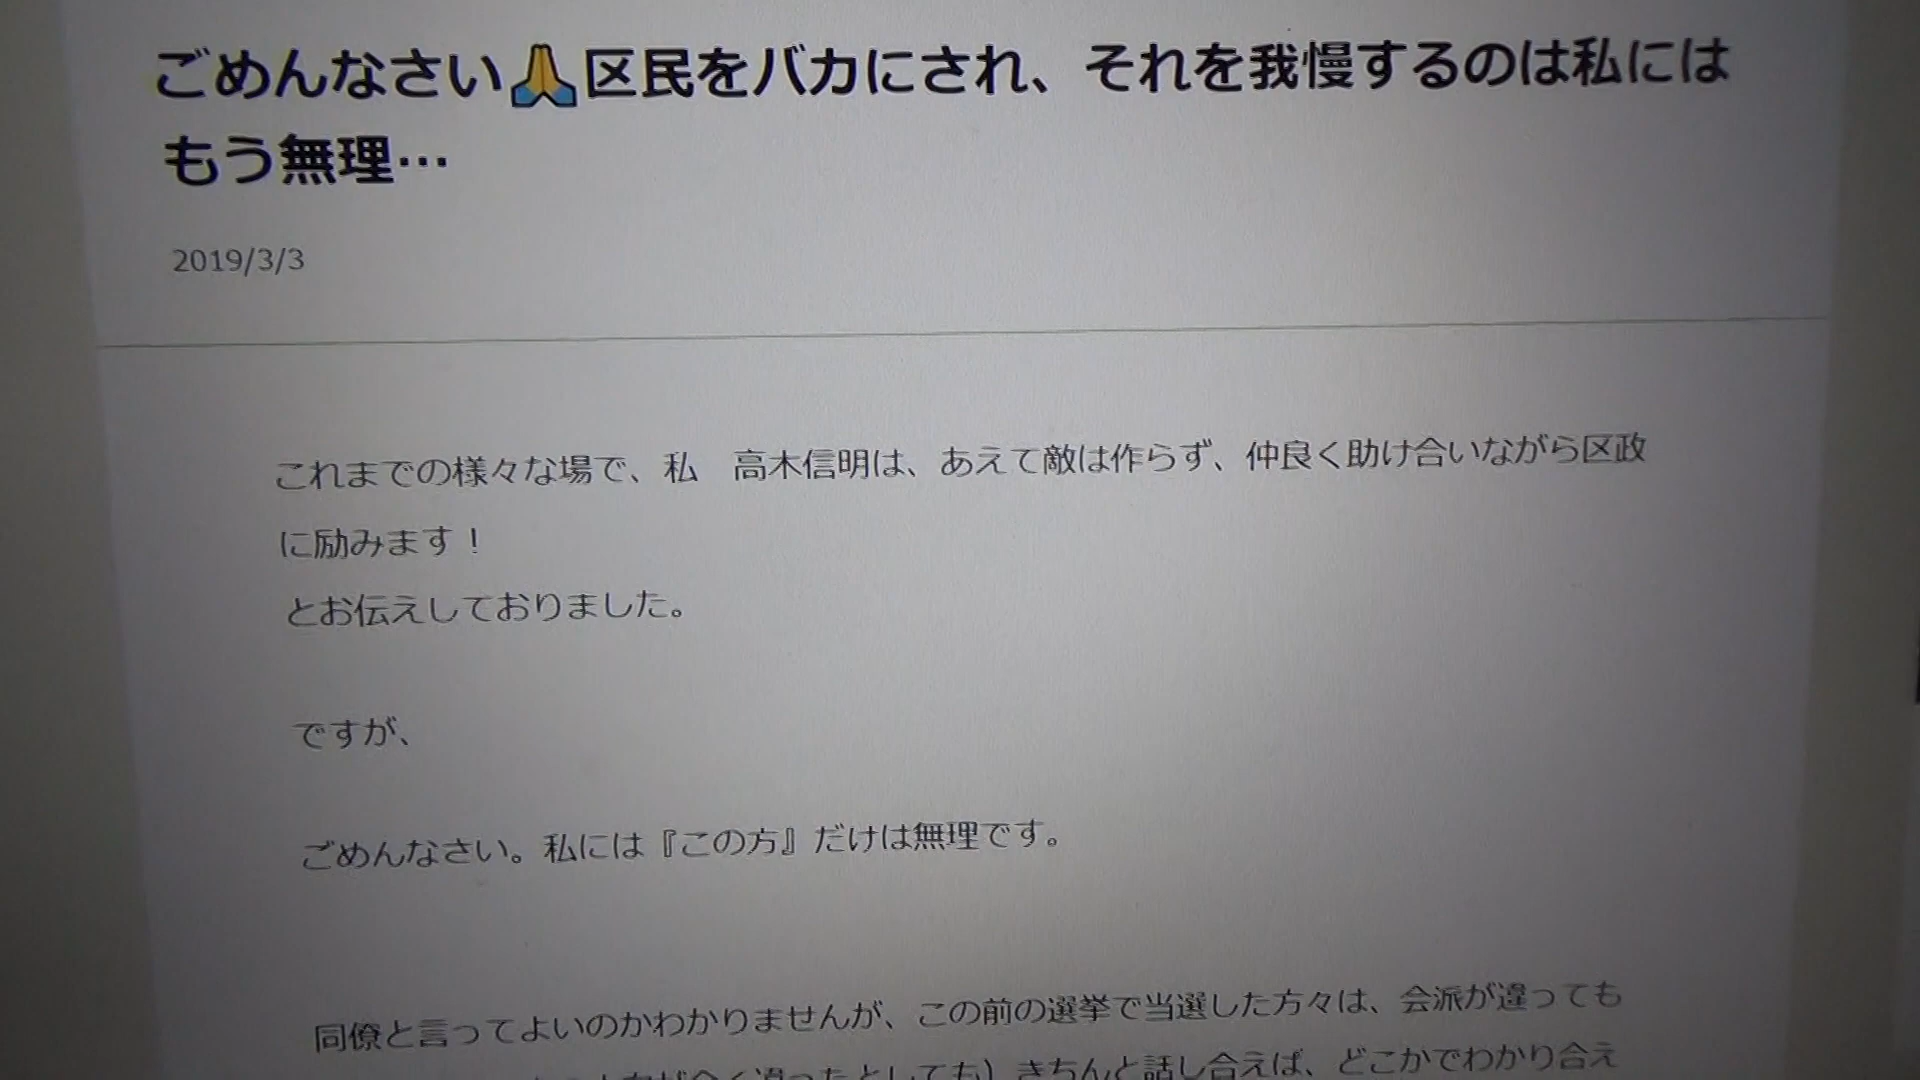 ごめんなさい🙏区民をバカにされ、それを我慢するのは私には
もう無理…
2019/3/3
これまでの様々な場で、私　高木信明は、あえて敵は作らず、仲良く助け合いながら区政
に励みます！
とお伝えしておりました。
ですが、
ごめんなさい。私には『この方』だけは無理です。
同僚と言ってよいのかわかりませんが、この前の選挙で当選した方々は、会派が違っても
違ったとしても）きちんと話し合えば、どこかでわかり合え